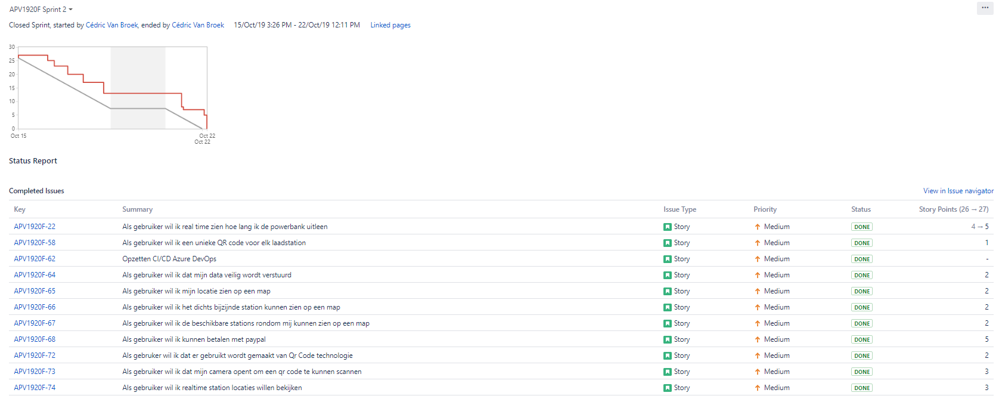 APV1920F Sprint 2
Closed Sprint, started by Cédric Van Broek, ended by Cédric Van Broek 15/Oct/19 3:26 PM - 22/Oct/19 12:11 PM Linked pages
30
25
20
15
10
5
0
Oct 15 Oct 22
Oct 22
Status Report
Completed Issues View in Issue navigator
Key Summary Issue Type Priority Status Story Points (26 → 27)
APV1920F-22 Als gebruiker wil ik real time zien hoe lang ik de powerbank uitleen Story Medium DONE 4 → 5
APV1920F-58 Als gebruiker wil ik een unieke QR code voor elk laadstation Story Medium DONE 1
APV1920F-62 Opzetten CI/CD Azure DevOps Story Medium DONE -
APV1920F-64 Als gebruiker wil ik dat mijn data veilig wordt verstuurd Story Medium DONE 2
APV1920F-65 Als gebruiker wil ik mijn locatie zien op een map Story Medium DONE 2
APV1920F-66 Als gebruiker wil ik het dichts bijzijnde station kunnen zien op een map Story Medium DONE 2
APV1920F-67 Als gebruiker wil ik de beschikbare stations rondom mij kunnen zien op een map Story Medium DONE 2
APV1920F-68 Als gebruiker wil ik kunnen betalen met paypal Story Medium DONE 5
APV1920F-72 Als gebruker wil ik dat er gebruikt wordt gemaakt van Qr Code technologie Story Medium DONE 2
APV1920F-73 Als gebruiker wil ik dat mijn camera opent om een qr code te kunnen scannen Story Medium DONE 3
APV1920F-74 Als gebruiker wil ik realtime station locaties willen bekijken Story Medium DONE 3